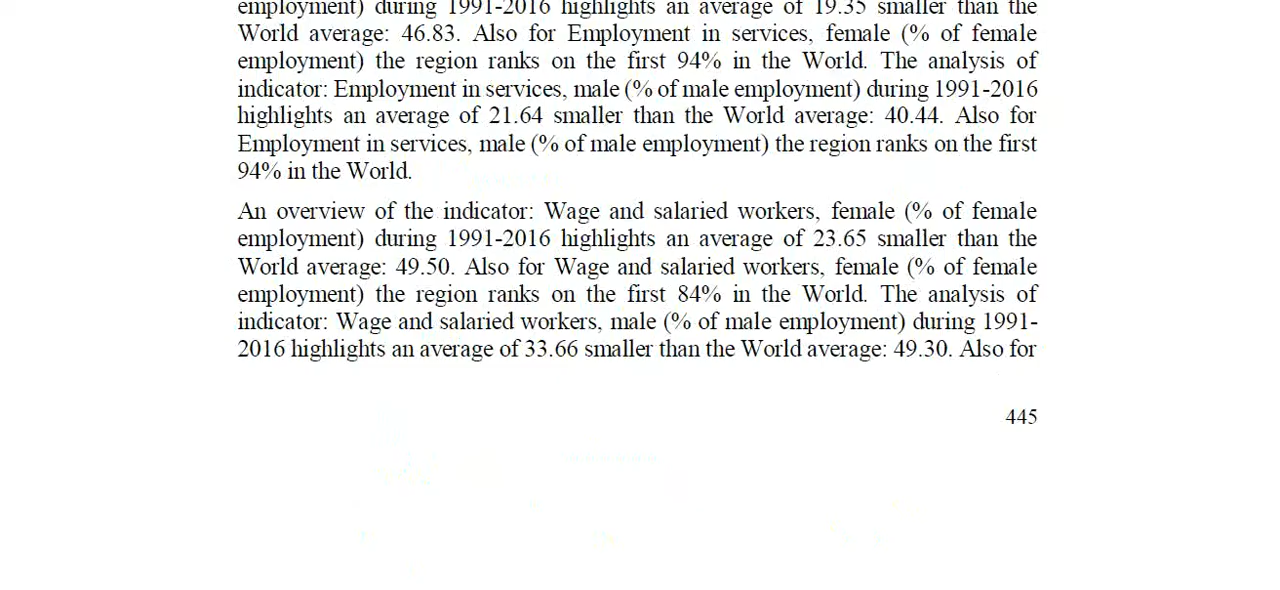 employment) during 1991-2016 highlights an average of 19.35 smaller than the
World average: 46.83. Also for Employment in services, female (% of female
employment) the region ranks on the first 94% in the World. The analysis of
indicator: Employment in services, male (% of male employment) during 1991-2016
highlights an average of 21.64 smaller than the World average: 40.44. Also for
Employment in services, male (% of male employment) the region ranks on the first
94% in the World.
An overview of the indicator: Wage and salaried workers, female (% of female
employment) during 1991-2016 highlights an average of 23.65 smaller than the
World average: 49.50. Also for Wage and salaried workers, female (% of female
employment) the region ranks on the first 84% in the World. The analysis of
indicator: Wage and salaried workers, male (% of male employment) during 1991-
2016 highlights an average of 33.66 smaller than the World average: 49.30. Also for
445